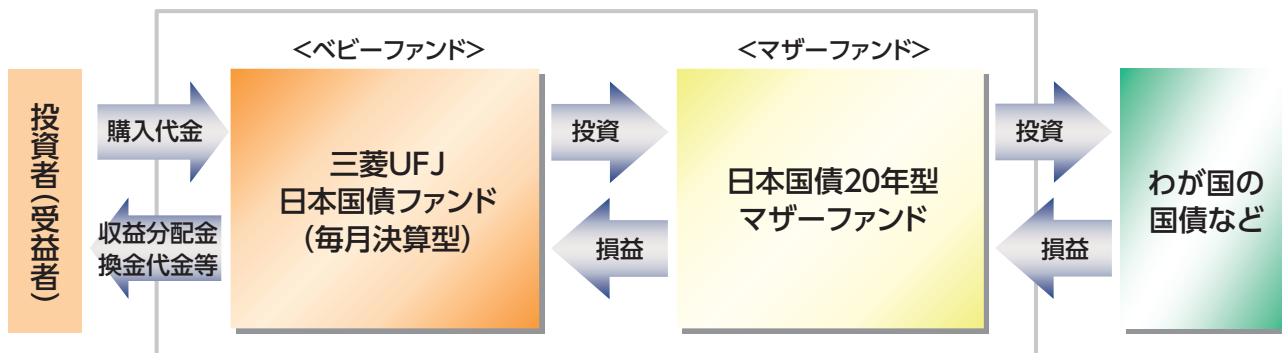 <ベビーファンド>
<マザーファンド>
投資者(受益者)
購入代金
収益分配金
換金代金等
三菱UFJ
日本国債ファンド
(毎月決算型)
投資
損益
日本国債20年型
マザーファンド
投資
損益
わが国の
国債など